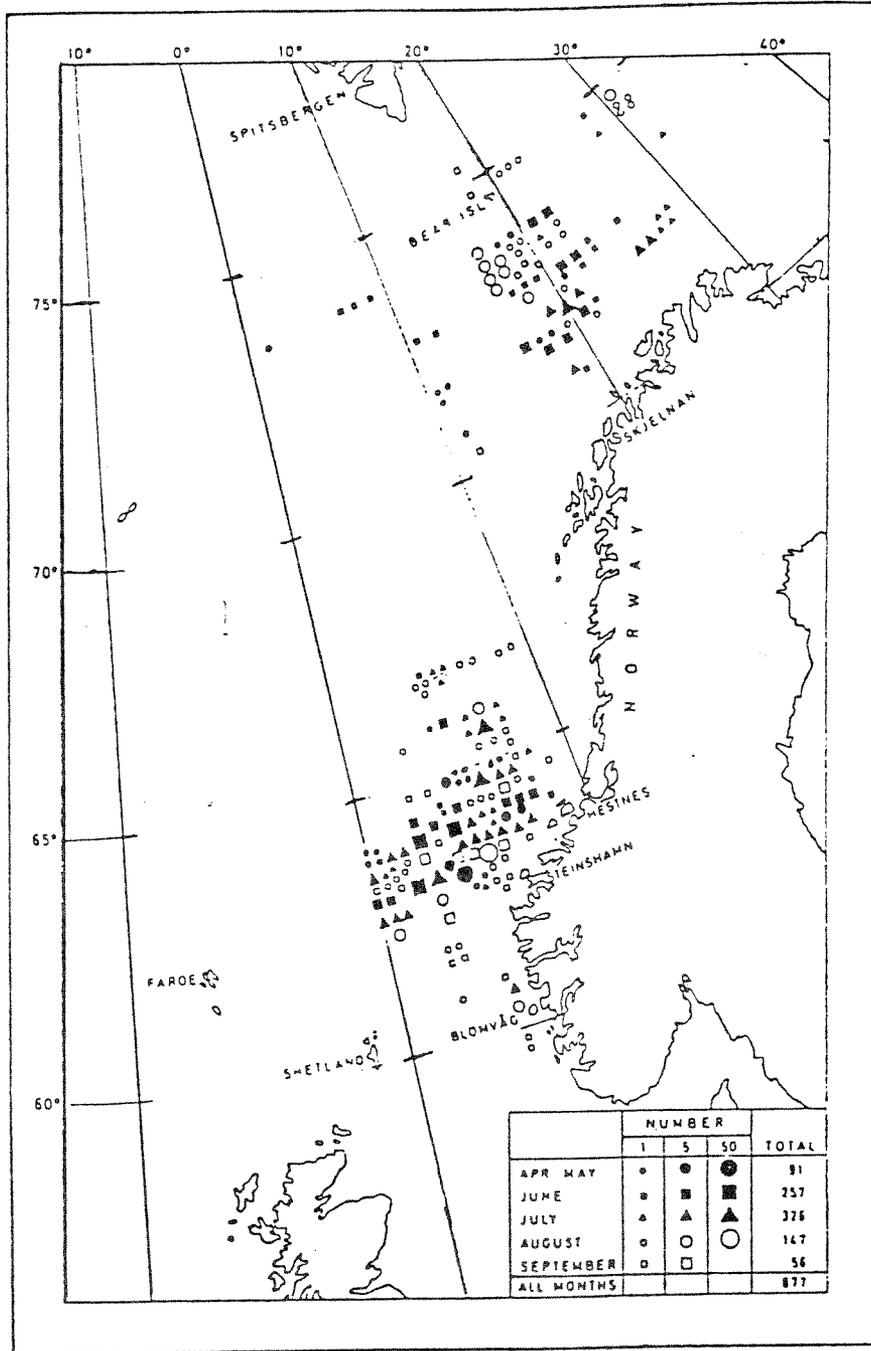 10° 0° 10° 20° 30° 40°
SPITSBERGEN
BEAR ISL
75°
SKJELNAN
70°
NORWAY
HESTNES
65°
STEINSHAMN
FAROE
BLOMVÅG
SHETLAND
60°
NUMBER
1 5 50 TOTAL
APR MAY 91
JUNE 257
JULY 326
AUGUST 147
SEPTEMBER 56
ALL MONTHS 877